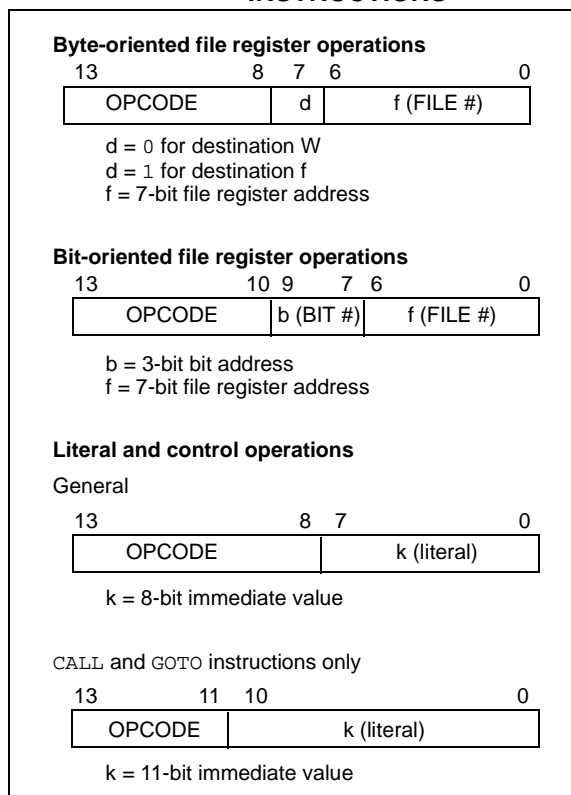 INSTRUCTIONS
Byte-oriented file register operations
13 8 7 6 0
OPCODE d f (FILE #)
d = 0 for destination W
d = 1 for destination f
f = 7-bit file register address
Bit-oriented file register operations
13 10 9 7 6 0
OPCODE b (BIT #) f (FILE #)
b = 3-bit bit address
f = 7-bit file register address
Literal and control operations
General
13 8 7 0
OPCODE k (literal)
k = 8-bit immediate value
CALL and GOTO instructions only
13 11 10 0
OPCODE k (literal)
k = 11-bit immediate value